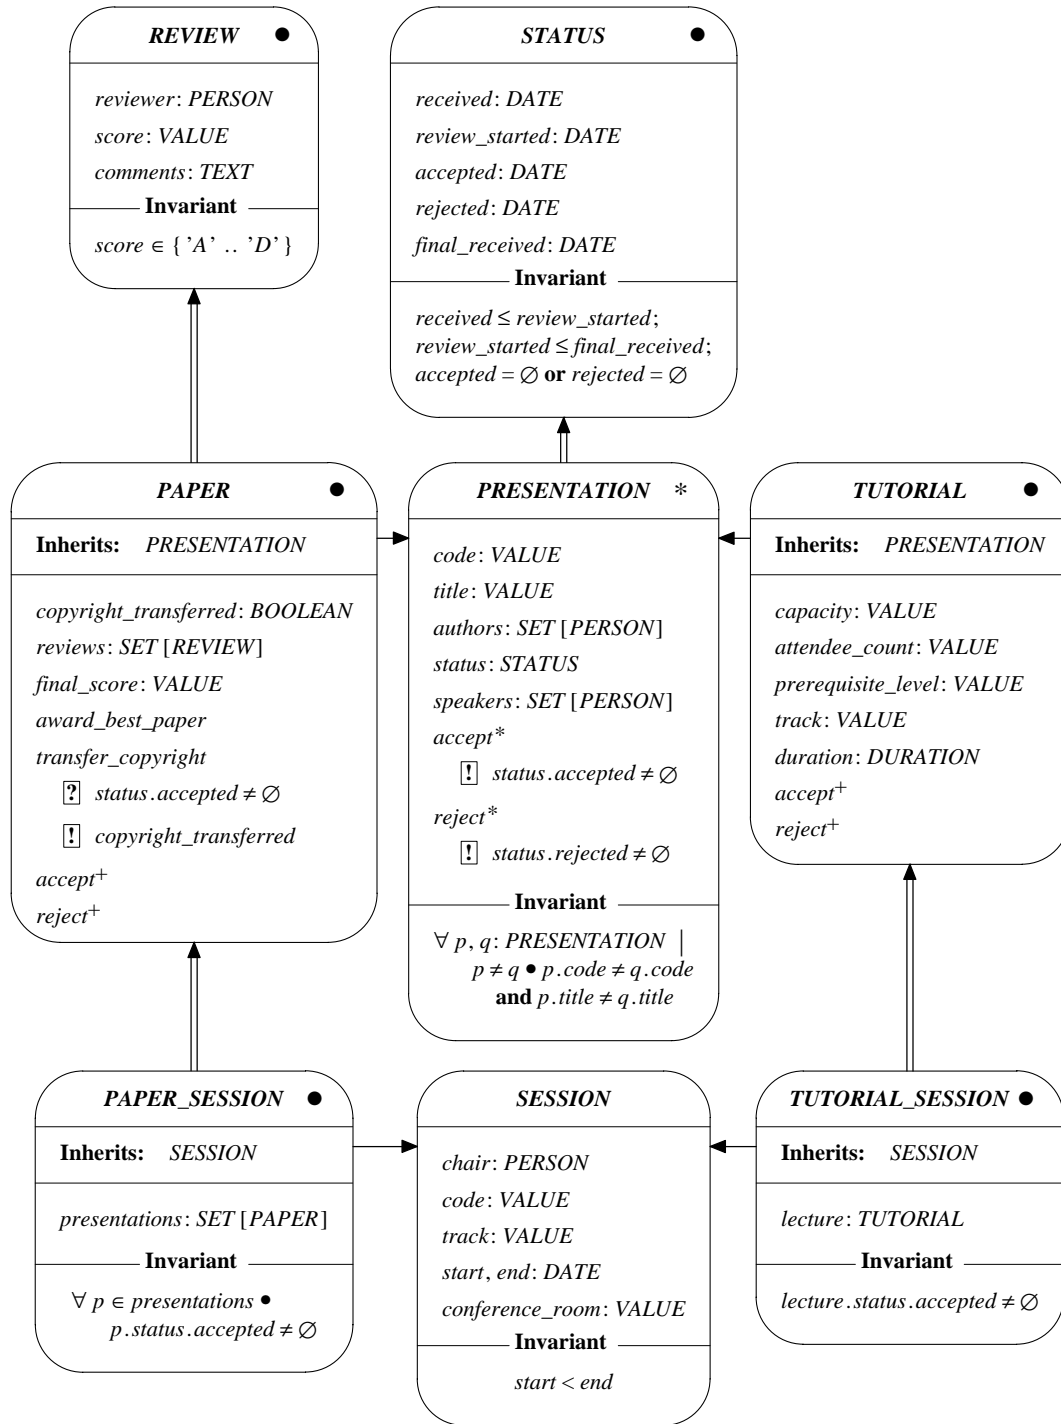 REVIEW ●
reviewer: PERSON
score: VALUE
comments: TEXT
Invariant
score ∈ { ’A’ .. ’D’ }
STATUS ●
received: DATE
review_started: DATE
accepted: DATE
rejected: DATE
final_received: DATE
Invariant
received ≤ review_started;
review_started ≤ final_received;
accepted = ∅ or rejected = ∅
PAPER ●
Inherits: PRESENTATION
copyright_transferred: BOOLEAN
reviews: SET [REVIEW]
final_score: VALUE
award_best_paper
transfer_copyright
? status.accepted ≠ ∅
! copyright_transferred
accept+
reject+
PRESENTATION *
code: VALUE
title: VALUE
authors: SET [PERSON]
status: STATUS
speakers: SET [PERSON]
accept*
! status.accepted ≠ ∅
reject*
! status.rejected ≠ ∅
Invariant
∀ p, q: PRESENTATION |
p ≠ q ● p.code ≠ q.code
and p.title ≠ q.title
TUTORIAL ●
Inherits: PRESENTATION
capacity: VALUE
attendee_count: VALUE
prerequisite_level: VALUE
track: VALUE
duration: DURATION
accept+
reject+
PAPER_SESSION ●
Inherits: SESSION
presentations: SET [PAPER]
Invariant
∀ p ∈ presentations ●
p.status.accepted ≠ ∅
SESSION
chair: PERSON
code: VALUE
track: VALUE
start, end: DATE
conference_room: VALUE
Invariant
start < end
TUTORIAL_SESSION ●
Inherits: SESSION
lecture: TUTORIAL
Invariant
lecture.status.accepted ≠ ∅